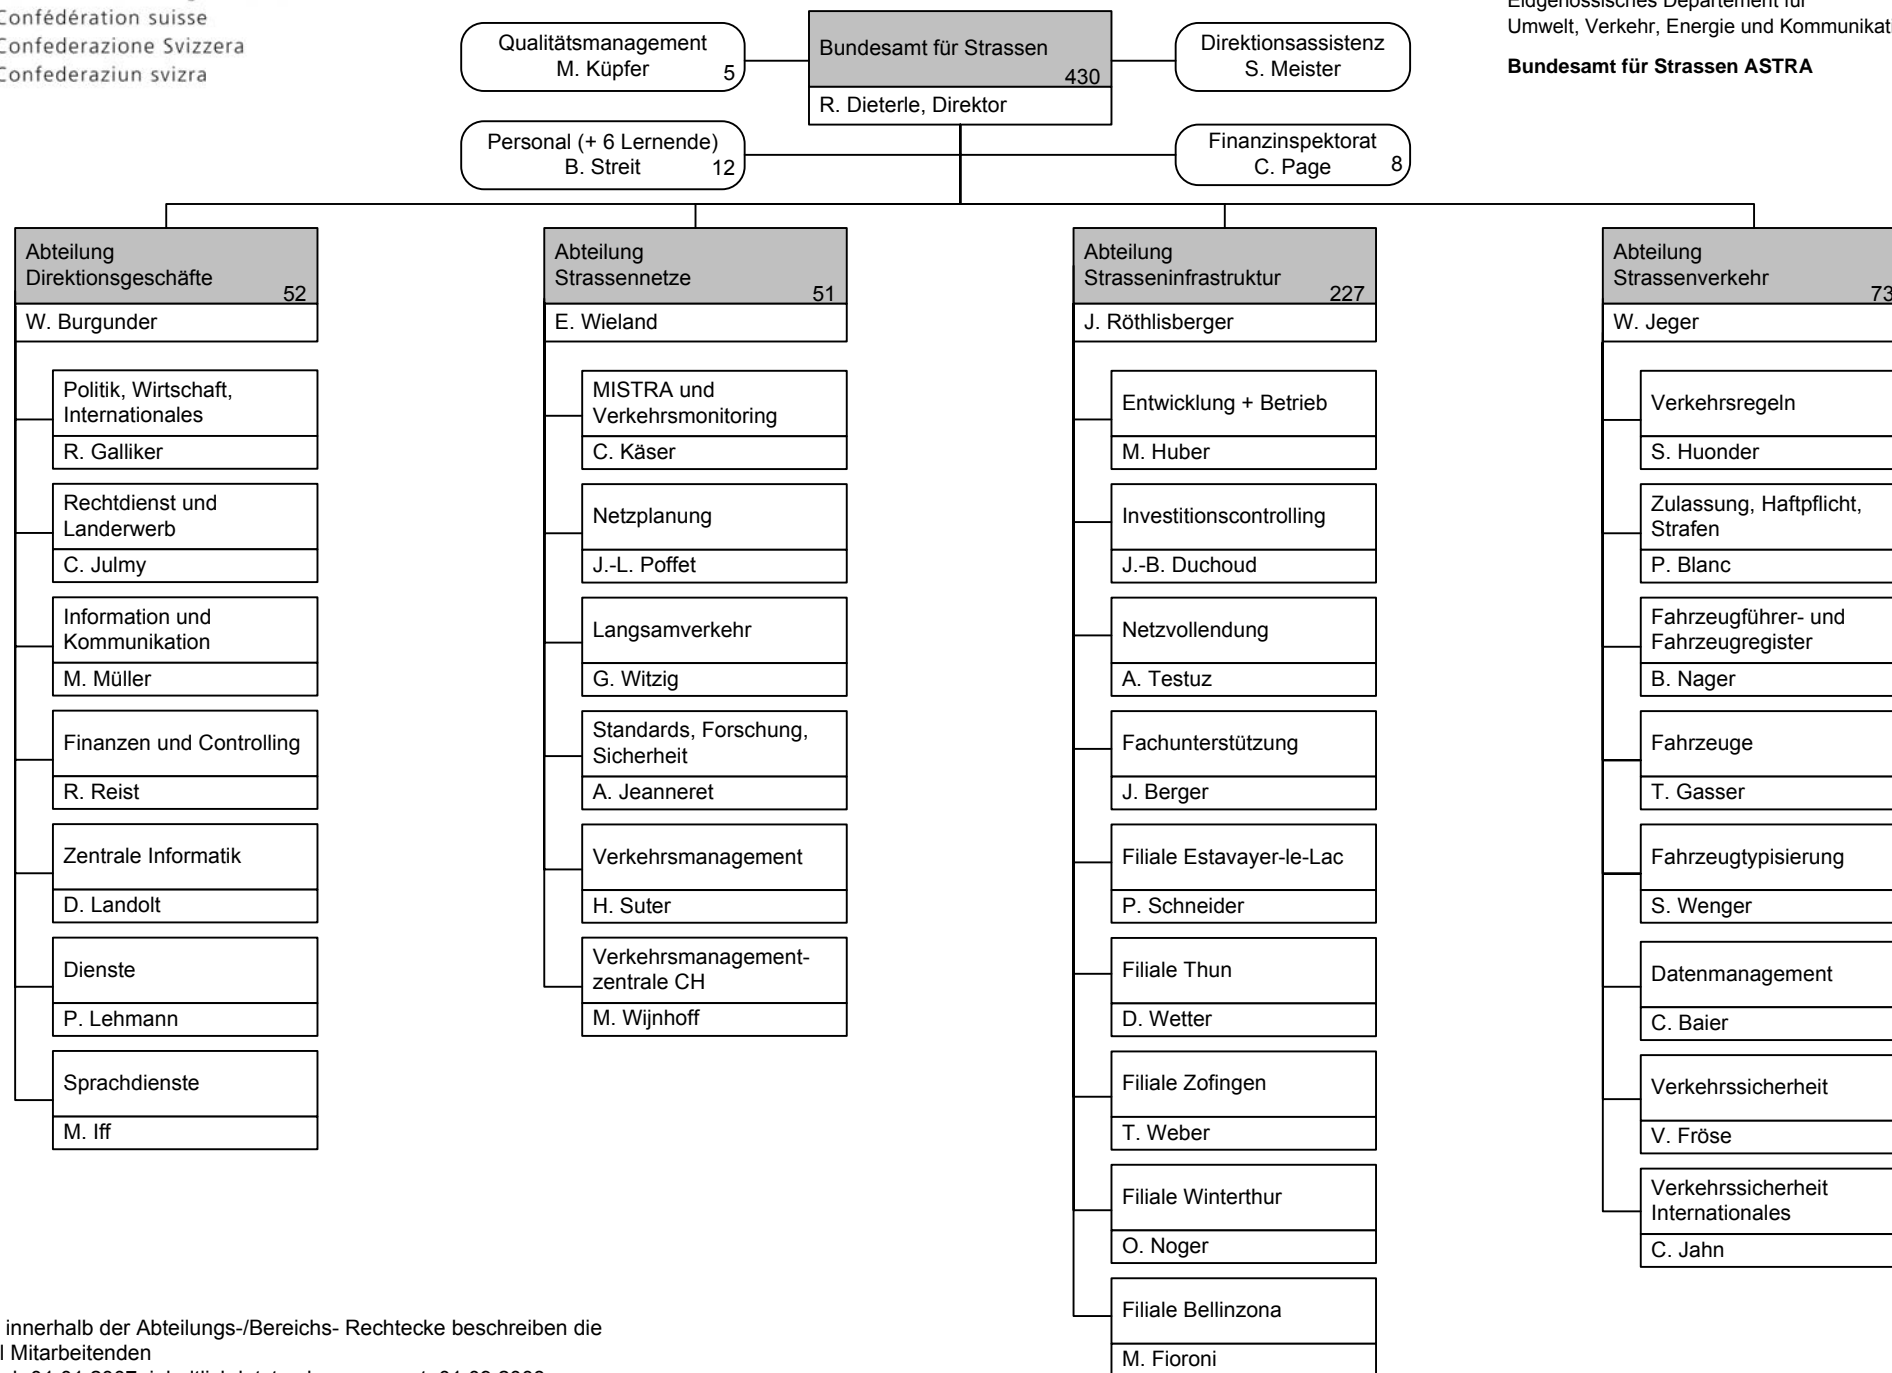 Confédération suisse
Confederazione Svizzera
Confederaziun svizra
Eidgenössisches Departement für
Umwelt, Verkehr, Energie und
Bundesamt für Strassen ASTRA
Qualitätsmanagement
M. Küpfer 5
Bundesamt für Strassen
430
R. Dieterle, Direktor
Direktionsassistenz
S. Meister
Personal (+ 6 Lernende)
B. Streit 12
Finanzinspektorat
C. Page 8
Abteilung
Direktionsgeschäfte 52
W. Burgunder
Politik, Wirtschaft,
Internationales
R. Galliker
Rechtdienst und
Landerwerb
C. Julmy
Information und
Kommunikation
M. Müller
Finanzen und Controlling
R. Reist
Zentrale Informatik
D. Landolt
Dienste
P. Lehmann
Sprachdienste
M. Iff
Abteilung
Strassennetze 51
E. Wieland
MISTRA und
Verkehrsmonitoring
C. Käser
Netzplanung
J.-L. Poffet
Langsamverkehr
G. Witzig
Standards, Forschung,
Sicherheit
A. Jeanneret
Verkehrsmanagement
H. Suter
Verkehrsmanagement-
zentrale CH
M. Wijnhoff
Abteilung
Strasseninfrastruktur 227
J. Röthlisberger
Entwicklung + Betrieb
M. Huber
Investitionscontrolling
J.-B. Duchoud
Netzvollendung
A. Testuz
Fachunterstützung
J. Berger
Filiale Estavayer-le-Lac
P. Schneider
Filiale Thun
D. Wetter
Filiale Zofingen
T. Weber
Filiale Winterthur
O. Noger
Filiale Bellinzona
M. Fioroni
Abteilung
Strassenverkehr 73
W. Jeger
Verkehrsregeln
S. Huonder
Zulassung, Haftpflicht,
Strafen
P. Blanc
Fahrzeugführer- und
Fahrzeugregister
B. Nager
Fahrzeuge
T. Gasser
Fahrzeugtypisierung
S. Wenger
Datenmanagement
C. Baier
Verkehrssicherheit
V. Fröse
Verkehrssicherheit
Internationales
C. Jahn
innerhalb der Abteilungs-/Bereichs- Rechtecke beschreiben die
Mitarbeitenden